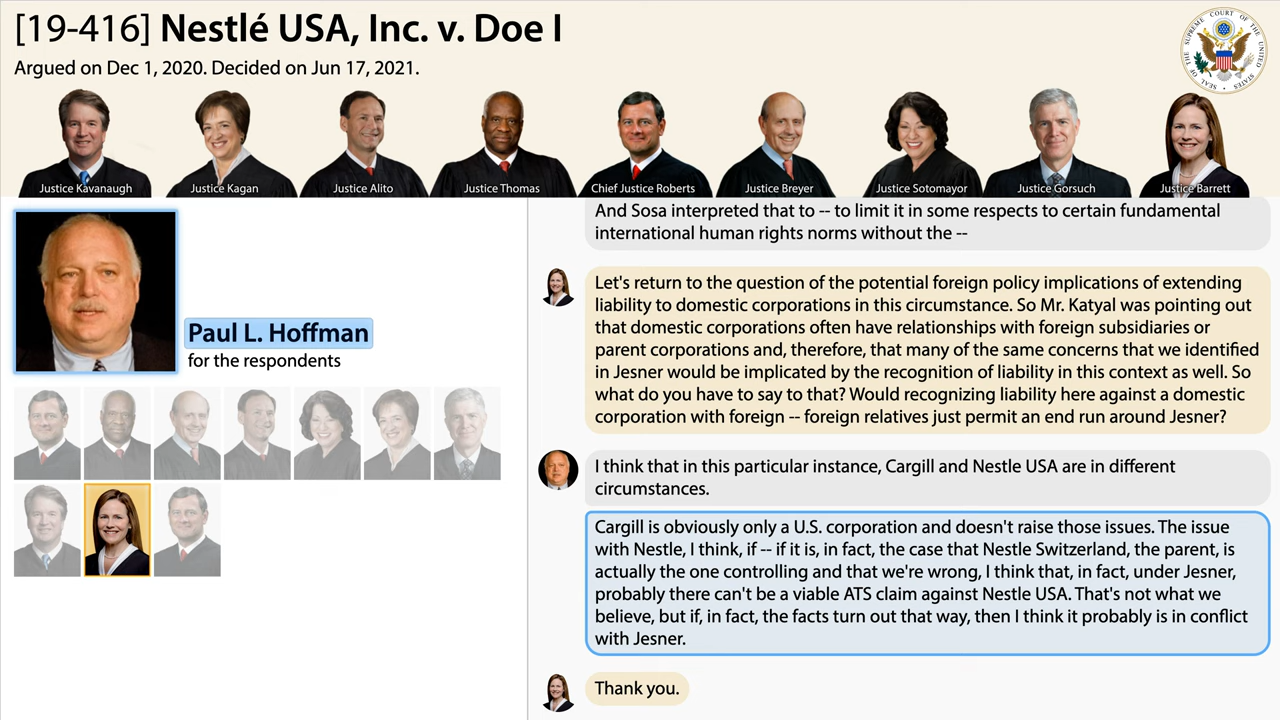 [19-416] Nestlé USA, Inc. v. Doe I
Argued on Dec 1, 2020. Decided on Jun 17, 2021.
SUPREME COURT OF THE UNITED STATES
SEAL OF THE
Justice Kavanaugh
Justice Kagan
Justice Alito
Justice Thomas
Chief Justice Roberts
Justice Breyer
Justice Sotomayor
Justice Gorsuch
Justice Barrett
Paul L. Hoffman
for the respondents
And Sosa interpreted that to -- to limit it in some respects to certain fundamental
international human rights norms without the --
Let's return to the question of the potential foreign policy implications of extending
liability to domestic corporations in this circumstance. So Mr. Katyal was pointing out
that domestic corporations often have relationships with foreign subsidiaries or
parent corporations and, therefore, that many of the same concerns that we identified
in Jesner would be implicated by the recognition of liability in this context as well. So
what do you have to say to that? Would recognizing liability here against a domestic
corporation with foreign -- foreign relatives just permit an end run around Jesner?
I think that in this particular instance, Cargill and Nestle USA are in different
circumstances.
Cargill is obviously only a U.S. corporation and doesn't raise those issues. The issue
with Nestle, I think, if -- if it is, in fact, the case that Nestle Switzerland, the parent, is
actually the one controlling and that we're wrong, I think that, in fact, under Jesner,
probably there can't be a viable ATS claim against Nestle USA. That's not what we
believe, but if, in fact, the facts turn out that way, then I think it probably is in conflict
with Jesner.
Thank you.